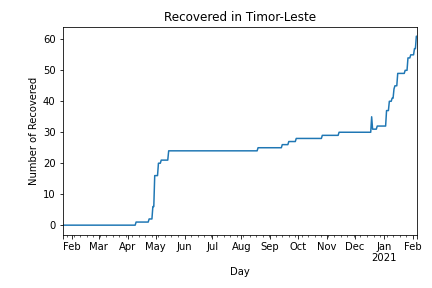 Recovered in Timor-Leste
Number of Recovered
60
50
40
30
20
10
0
Feb Mar Apr May Jun Jul Aug Sep Oct Nov Dec Jan Feb
2021
Day